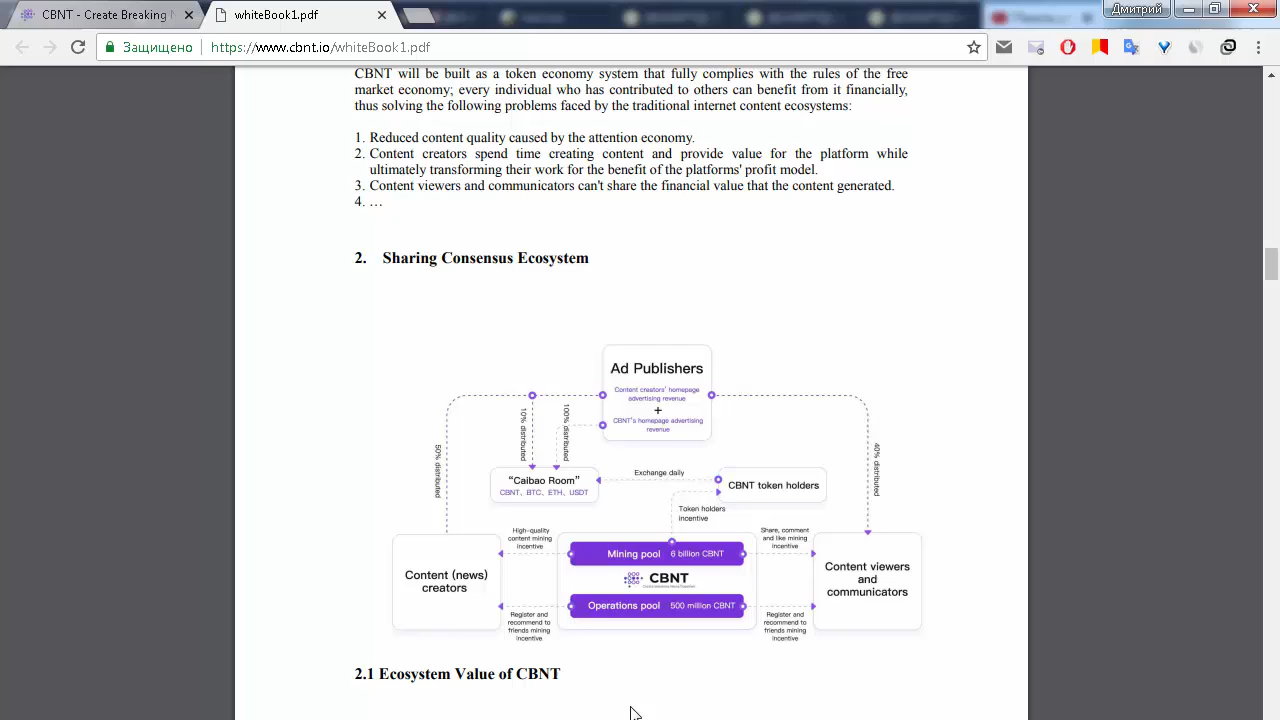 CBNT - Create Breaking N
whiteBook1.pdf
Дмитрий
Защищено
https://www.cbnt.io/whiteBook1.pdf
CBNT will be built as a token economy system that fully complies with the rules of the free
market economy; every individual who has contributed to others can benefit from it financially,
thus solving the following problems faced by the traditional internet content ecosystems:
1. Reduced content quality caused by the attention economy.
2. Content creators spend time creating content and provide value for the platform while
ultimately transforming their work for the benefit of the platforms' profit model.
3. Content viewers and communicators can't share the financial value that the content generated.
4. …
2. Sharing Consensus Ecosystem
Ad Publishers
Content creators' homepage
advertising revenue
+
CBNT's homepage advertising
revenue
50% distributed
10% distributed
100% distributed
40% distributed
"Caibao Room"
CBNT、BTC、ETH、USDT
Exchange daily
CBNT token holders
Token holders
incentive
High-quality
content mining
incentive
Mining pool 6 billion CBNT
Share, comment
and like mining
incentive
Content (news)
creators
CBNT
Content viewers
and
communicators
Operations pool 500 million CBNT
Register and
recommend to
friends mining
incentive
Register and
recommend to
friends mining
incentive
2.1 Ecosystem Value of CBNT